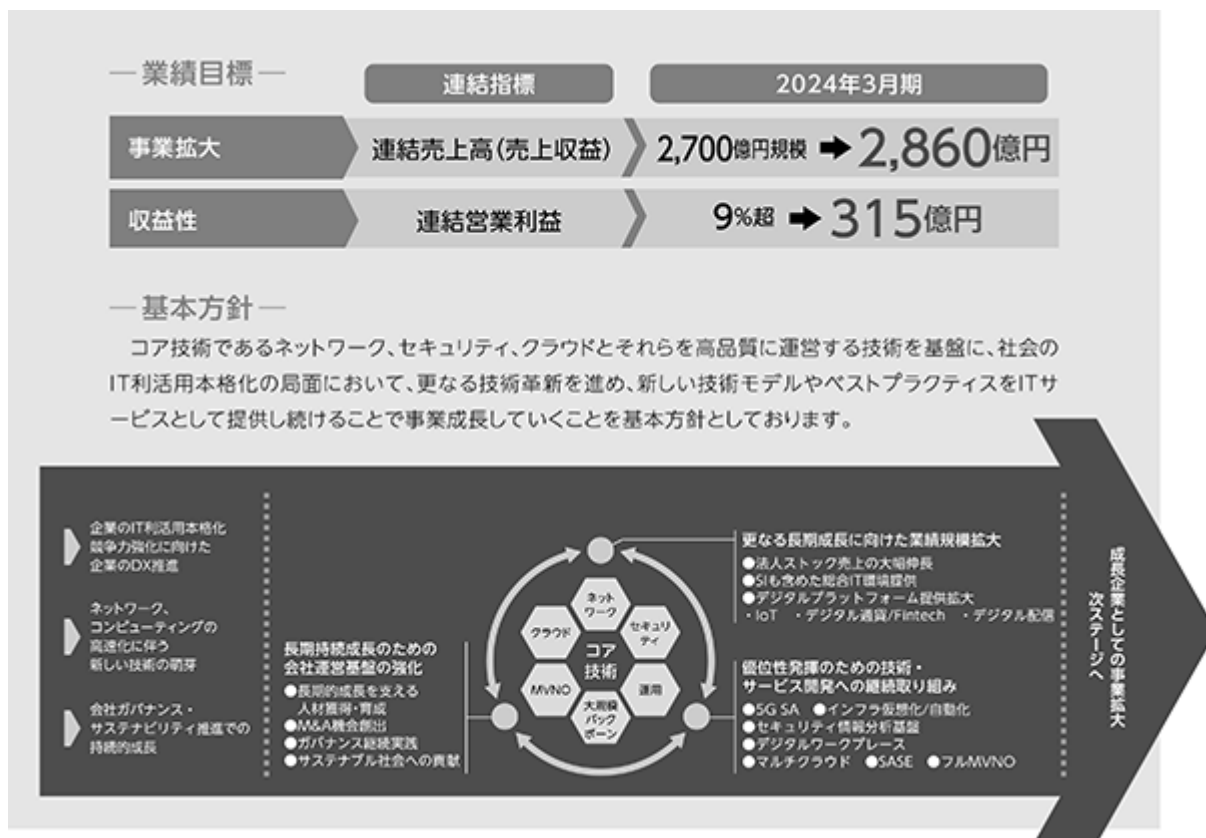 ―業績目標―
連結指標
2024年3月期
事業拡大
連結売上高(売上収益)
2,700億円規模 ➡ 2,860億円
収益性
連結営業利益
9%超 ➡ 315億円
―基本方針―
コア技術であるネットワーク、セキュリティ、クラウドとそれらを高品質に運営する技術を基盤に、社会の
IT利活用本格化の局面において、更なる技術革新を進め、新しい技術モデルやベストプラクティスをITサ
ービスとして提供し続けることで事業成長していくことを基本方針としております。
企業のIT利活用本格化
競争力強化に向けた
企業のDX推進
ネットワーク、
コンピューティングの
高速化に伴う
新しい技術の萌芽
会社ガバナンス・
サステナビリティ推進での
持続的成長
長期持続成長のための
会社運営基盤の強化
●長期的成長を支える
人材獲得・育成
●M&A機会創出
●ガバナンス継続実践
●サステナブル社会への貢献
ネット
ワーク
クラウド
セキュリ
ティ
コア
技術
MVNO
運用
大規模
バック
ボーン
更なる長期成長に向けた業績規模拡大
●法人ストック売上の大幅伸長
●SIも含めた総合IT環境提供
●デジタルプラットフォーム提供拡大
・IoT ・デジタル通貨/Fintech ・デジタル配信
優位性発揮のための技術・
サービス開発への継続取り組み
●5G SA ●インフラ仮想化/自動化
●セキュリティ情報分析基盤
●デジタルワークプレース
●マルチクラウド ●SASE ●フルMVNO
成長企業としての事業拡大
次ステージへ